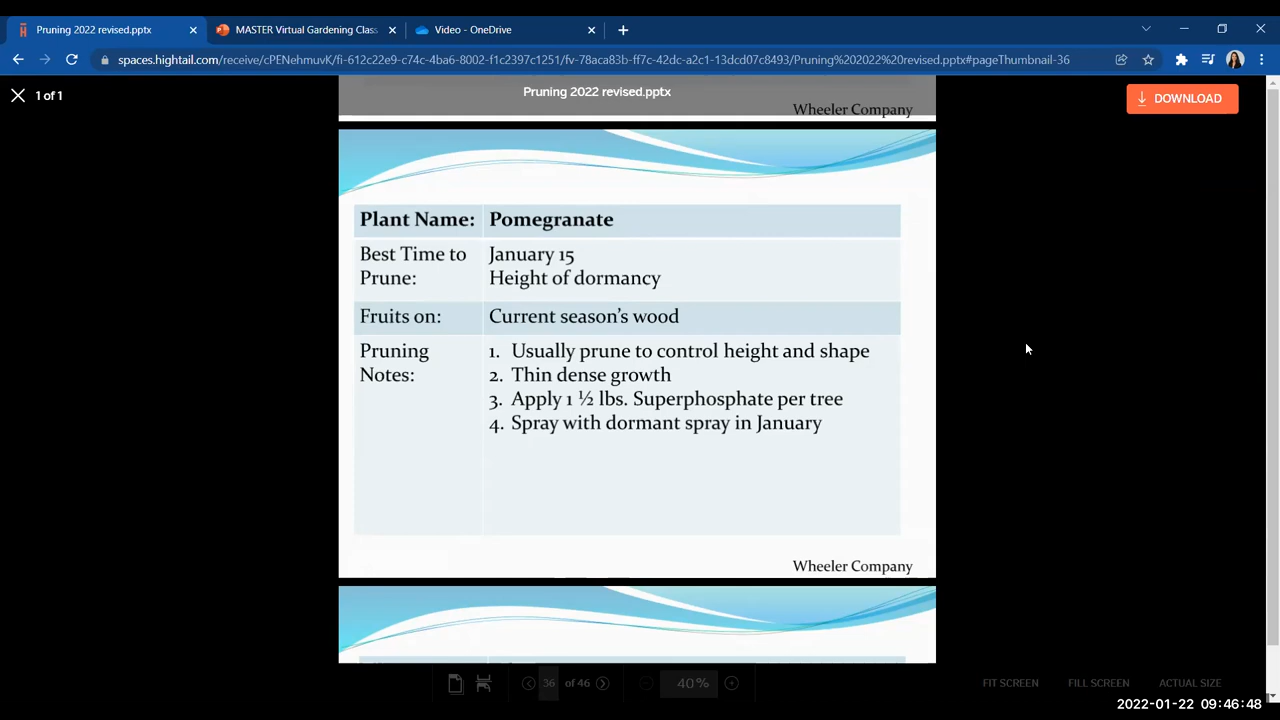 Pruning 2022 revised.pptx
MASTER Virtual Gardening Class
Video - OneDrive
spaces.hightail.com/receive/cPENehmuvK/fi-612c22e9-c74c-4ba6-8002-f1c2397c1251/fv-78aca83b-ff7c-42dc-a2c1-13dcd07c8493/Pruning%202022%20revised.pptx#pageThumbnail-36
1 of 1
Pruning 2022 revised.pptx
DOWNLOAD
Wheeler Company
Plant Name: Pomegranate
Best Time to Prune: January 15
Height of dormancy
Fruits on: Current season's wood
Pruning Notes: 1. Usually prune to control height and shape
2. Thin dense growth
3. Apply 1 ½ lbs. Superphosphate per tree
4. Spray with dormant spray in January
Wheeler Company
36 of 46
40%
FIT SCREEN
FILL SCREEN
ACTUAL SIZE
2022-01-22 09:46:48